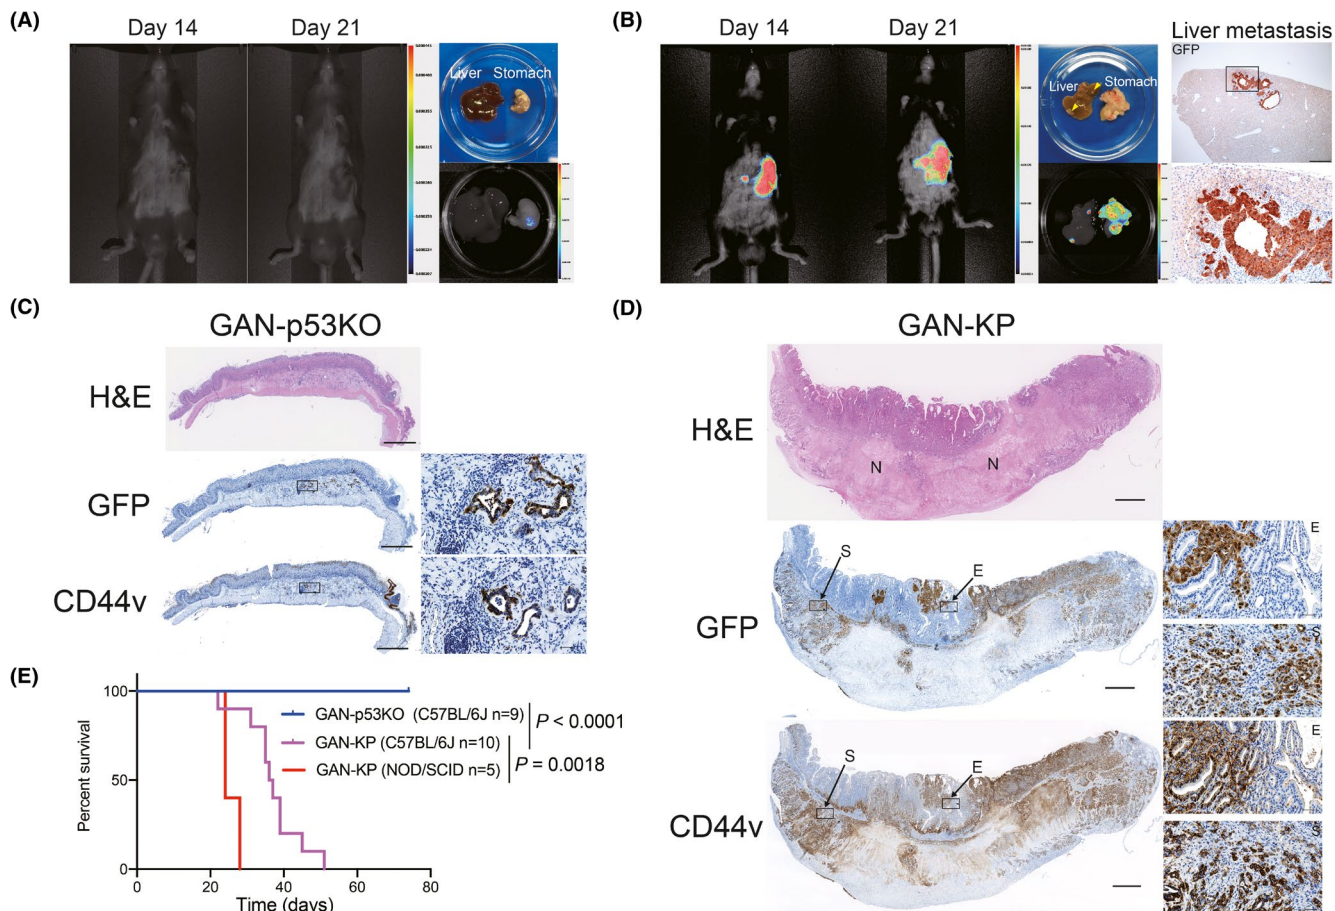 (A)
Day 14
Day 21
Liver
Stomach
(B)
Day 14
Day 21
Liver
Stomach
Liver metastasis
GFP
(C)
GAN-p53KO
H&E
GFP
CD44v
(D)
GAN-KP
H&E
N
N
S
E
GFP
E
S
S
E
CD44v
E
S
(E)
Percent survival
100
50
0
0
20
40
60
80
Time (days)
GAN-p53KO (C57BL/6J n=9)
GAN-KP (C57BL/6J n=10)
GAN-KP (NOD/SCID n=5)
P < 0.0001
P = 0.0018